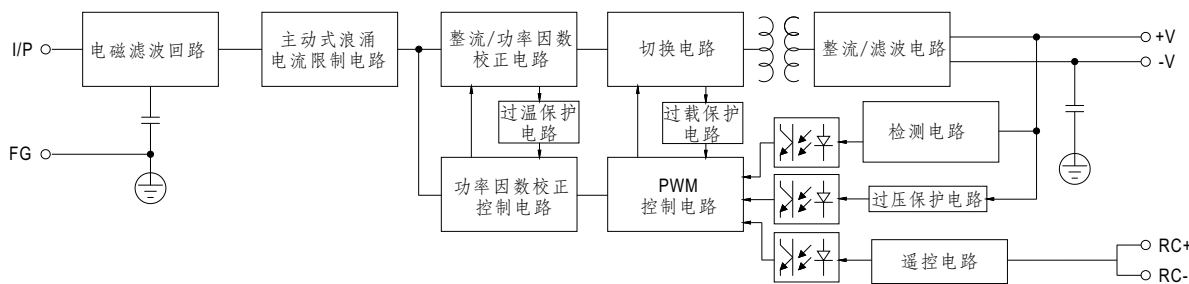 I/P
电磁滤波回路
主动式浪涌
电流限制电路
整流/功率因数
校正电路
切换电路
整流/滤波电路
+V
-V
过温保护
电路
过载保护
电路
检测电路
FG
功率因数校正
控制电路
PWM
控制电路
过压保护电路
遥控电路
RC+
RC-